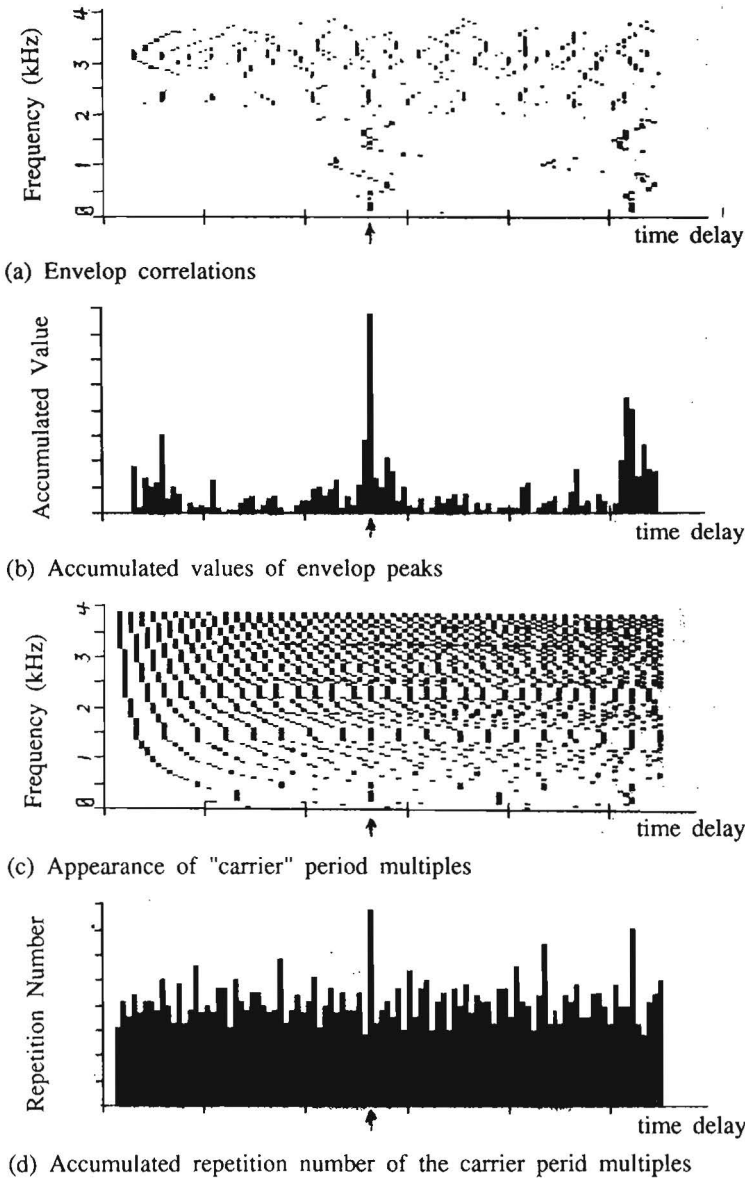 Frequency (kHz)
4
3
2
1
0
time delay
(a) Envelop correlations
Accumulated Value
time delay
(b) Accumulated values of envelop peaks
Frequency (kHz)
4
3
2
1
0
time delay
(c) Appearance of "carrier" period multiples
Repetition Number
time delay
(d) Accumulated repetition number of the carrier perid multiples